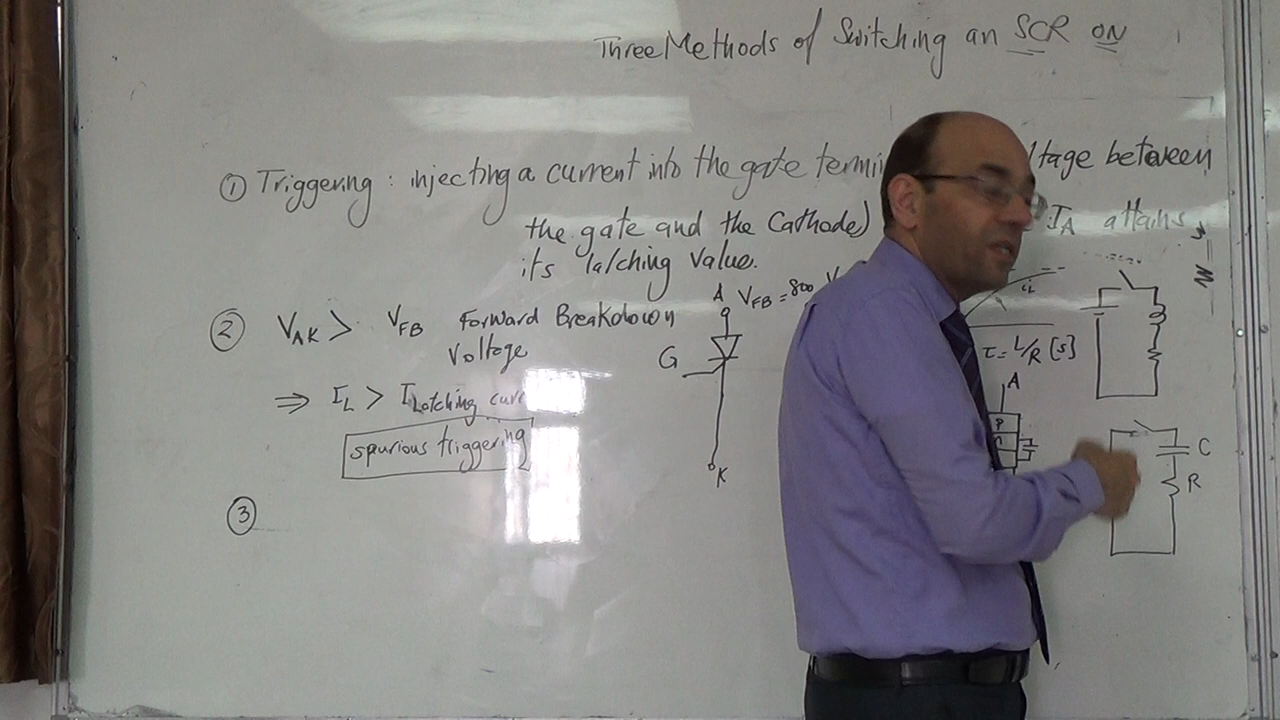 Three Methods of Switching an SCR ON
① Triggering : injecting a current into the gate termi ltage between
the gate and the Cathode) I_A attains
its latching value.
② V_AK > V_FB Forward Breakdown
Voltage
⇒ I_L > I_Latching curr
spurious triggering
③
A V_FB = 800 V
G
K
i_L
τ = L/R [s]
A
P
n
C
R